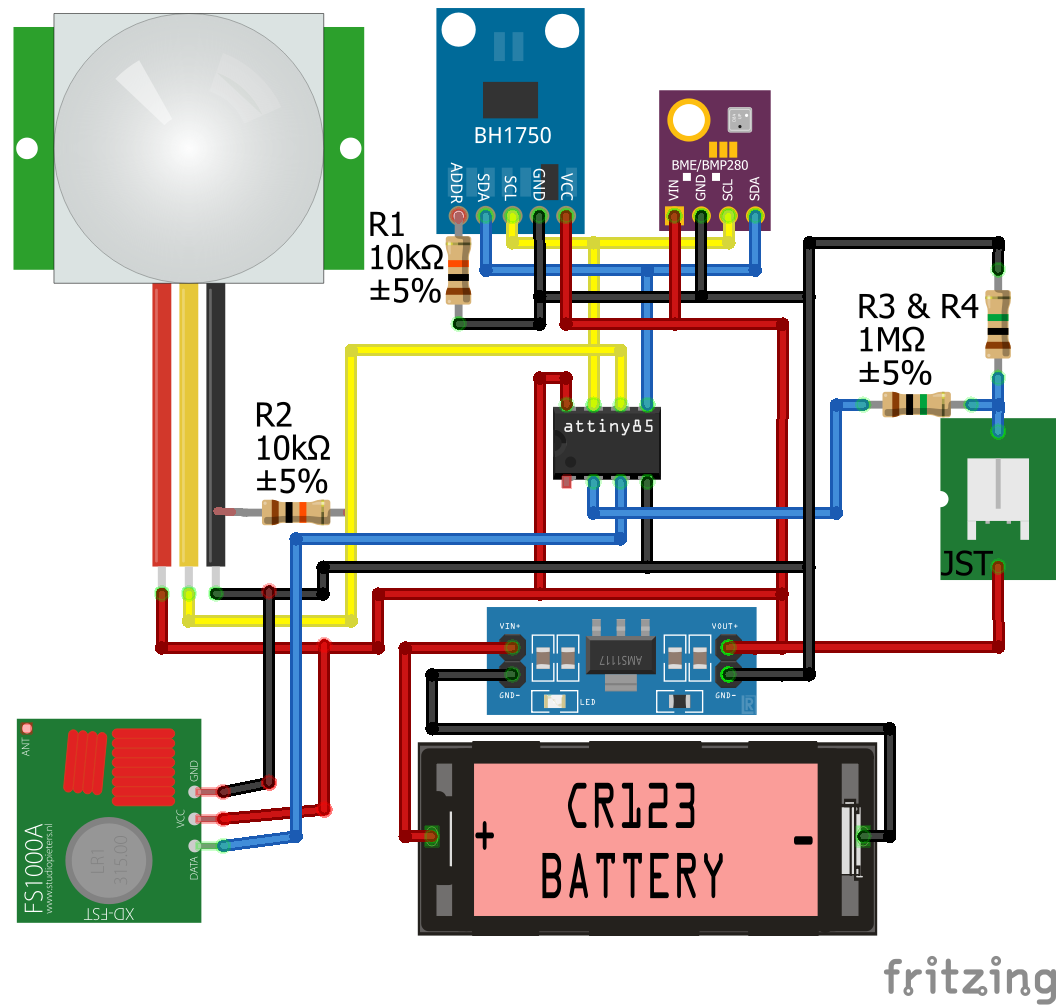 BH1750
ADDR
SDA
SCL
GND
VCC
BME/BMP280
VIN
GND
SCL
SDA
R1
10kΩ
±5%
R3 & R4
1MΩ
±5%
R2
10kΩ
±5%
attiny85
JST
VIN+
VOUT+
AMS1117
GND-
GND-
LED
ANT
GND
VCC
DATA
FS1000A
www.studiopieters.nl
LR1
315.00
XD-FST
CR123
BATTERY
+
-
fritzing